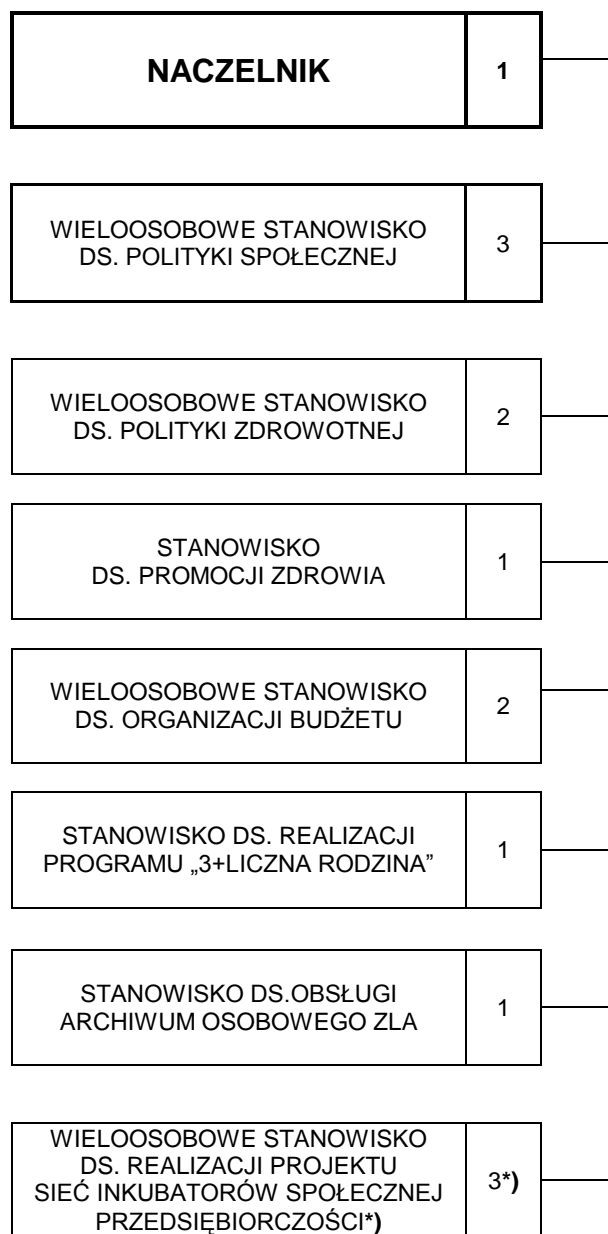 NACZELNIK 1
WIELOOSOBOWE STANOWISKO
DS. POLITYKI SPOŁECZNEJ 3
WIELOOSOBOWE STANOWISKO
DS. POLITYKI ZDROWOTNEJ 2
STANOWISKO
DS. PROMOCJI ZDROWIA 1
WIELOOSOBOWE STANOWISKO
DS. ORGANIZACJI BUDŻETU 2
STANOWISKO DS. REALIZACJI
PROGRAMU „3+LICZNA RODZINA” 1
STANOWISKO DS.OBSŁUGI
ARCHIWUM OSOBOWEGO ZLA 1
WIELOOSOBOWE STANOWISKO
DS. REALIZACJI PROJEKTU
SIEĆ INKUBATORÓW SPOŁECZNEJ
PRZEDSIĘBIORCZOŚCI*) 3*)